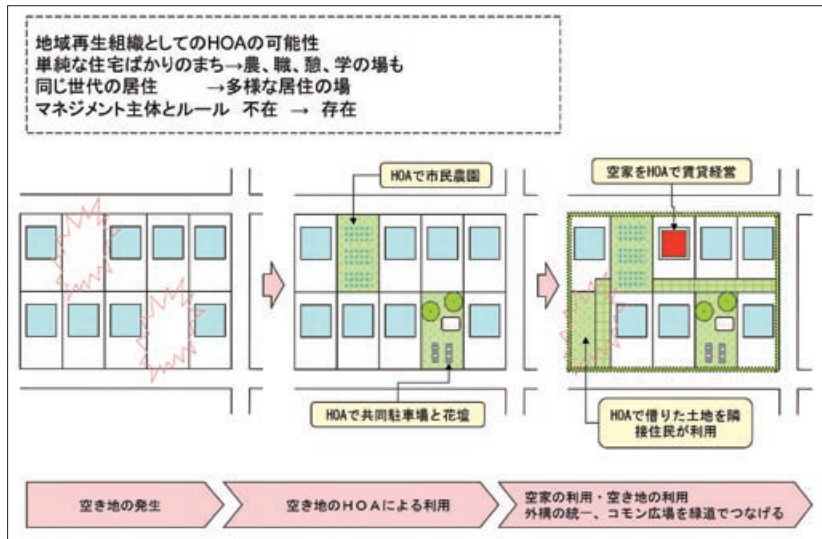 地域再生組織としてのHOAの可能性
単純な住宅ばかりのまち→農、職、憩、学の場も
同じ世代の居住　　→多様な居住の場
マネジメント主体とルール 不在 → 存在
HOAで市民農園
空家をHOAで賃貸経営
HOAで共同駐車場と花壇
HOAで借りた土地を隣
接住民が利用
空き地の発生
空き地のHOAによる利用
空家の利用・空き地の利用
外構の統一、コモン広場を緑道でつなげる